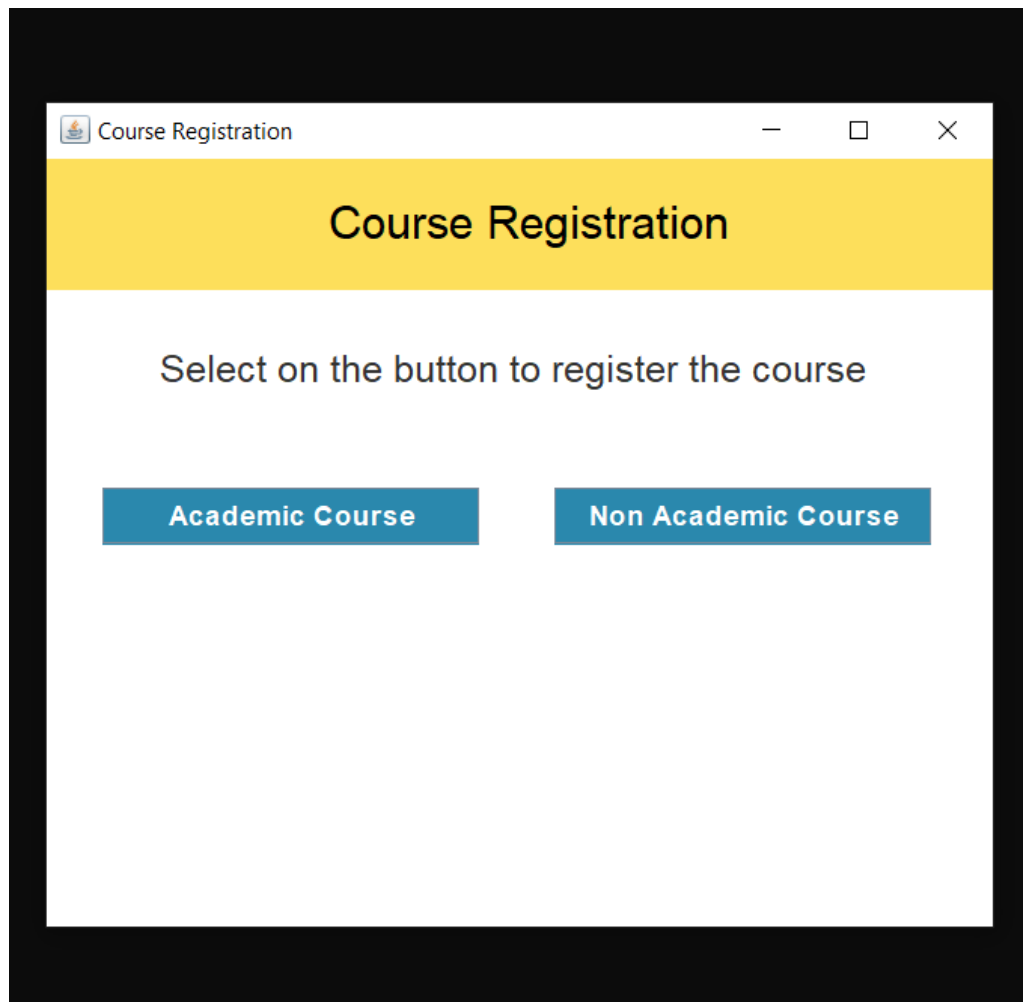 Course Registration
Course Registration
Select on the button to register the course
Academic Course
Non Academic Course